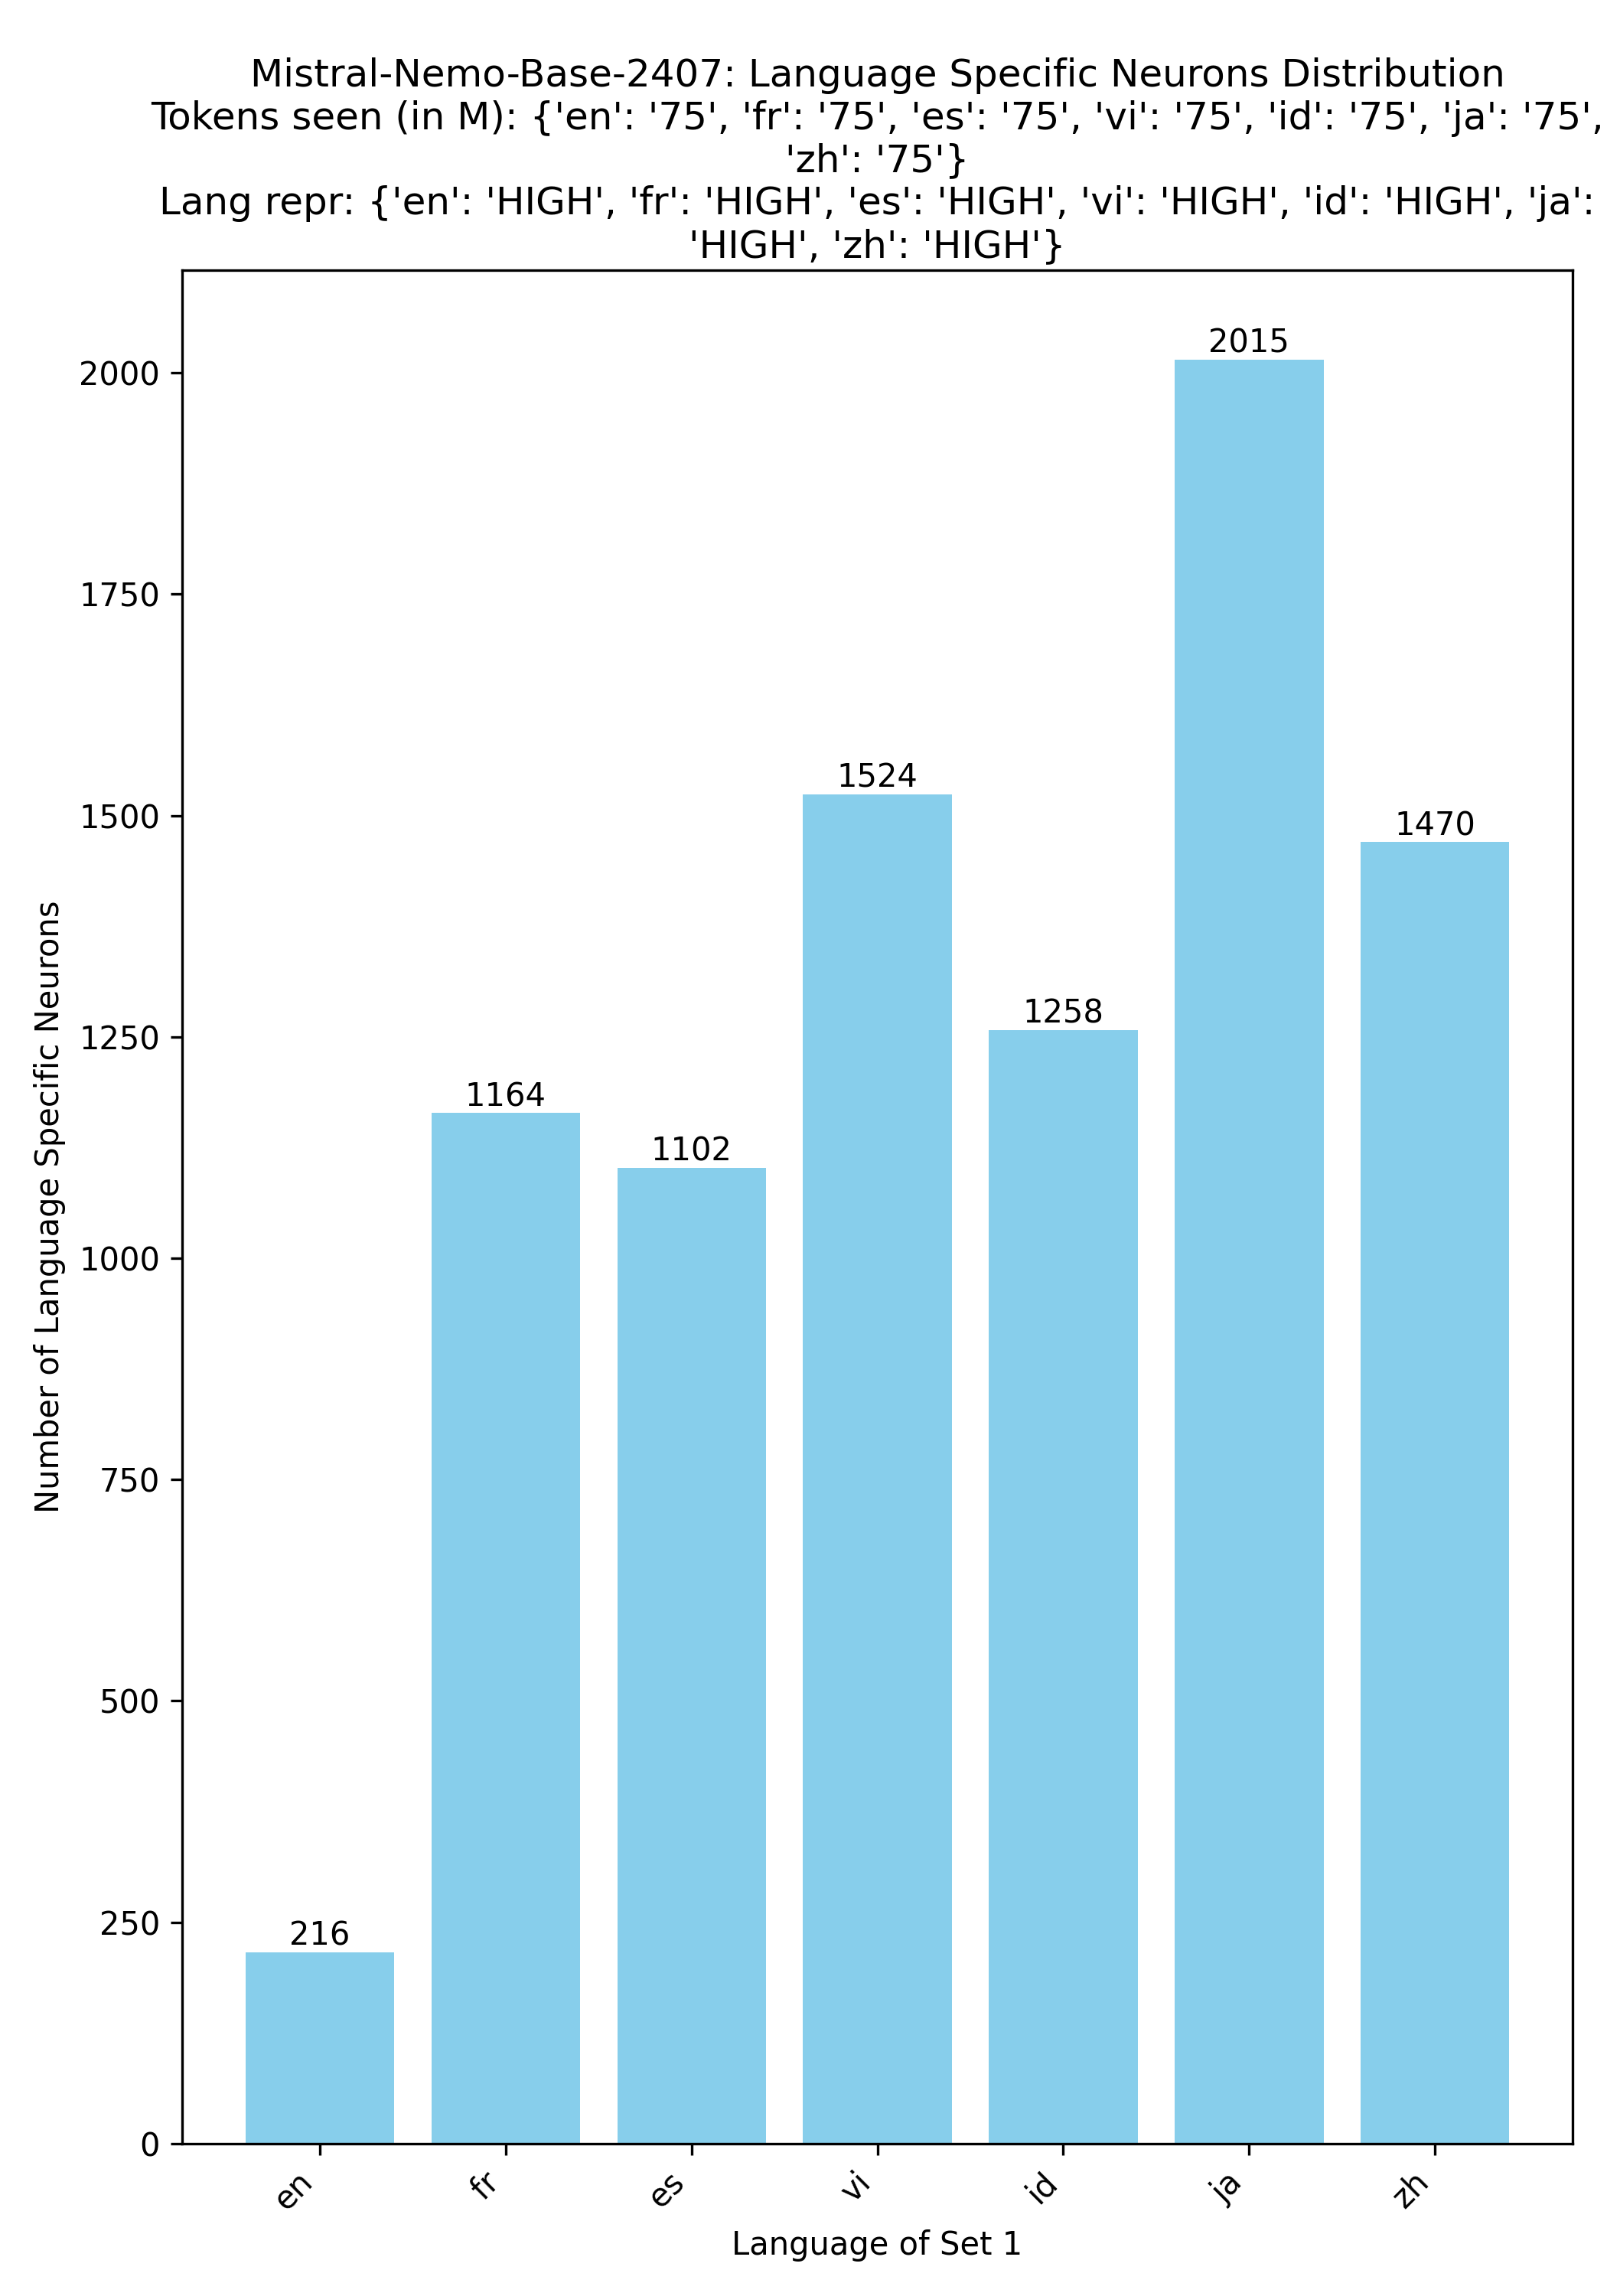 Mistral-Nemo-Base-2407: Language Specific Neurons Distribution
Tokens seen (in M): {'en': '75', 'fr': '75', 'es': '75', 'vi': '75', 'id': '75', 'ja': '75',
'zh': '75'}
Lang repr: {'en': 'HIGH', 'fr': 'HIGH', 'es': 'HIGH', 'vi': 'HIGH', 'id': 'HIGH', 'ja':
'HIGH', 'zh': 'HIGH'}
Number of Language Specific Neurons
2000
1750
1500
1250
1000
750
500
250
0
216
1164
1102
1524
1258
2015
1470
en
fr
es
vi
id
ja
zh
Language of Set 1